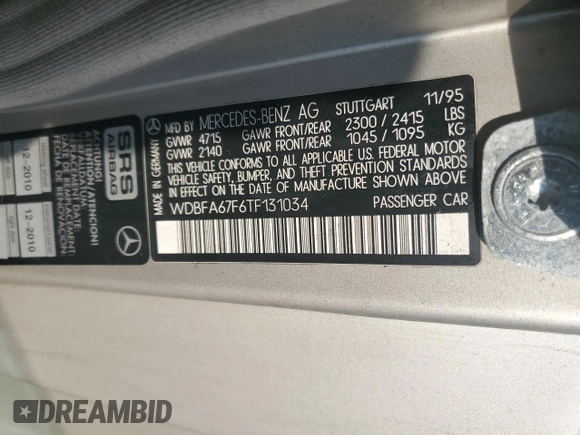 MFD BY MERCEDES-BENZ AG STUTTGART 11/95
GVWR 4715 GAWR FRONT/REAR 2300 / 2415 LBS
GVWR 2140 GAWR FRONT/REAR 1045 / 1095 KG
THIS VEHICLE CONFORMS TO ALL APPLICABLE U.S. FEDERAL MOTOR
VEHICLE SAFETY, BUMPER, AND THEFT PREVENTION STANDARDS
IN EFFECT ON THE DATE OF MANUFACTURE SHOWN ABOVE.
WDBFA67F6TF131034 PASSENGER CAR
MADE IN GERMANY
SRS
AIRBAG
ACHTUNG!
ATTENTION/ATENCION!
12-2010
12-2010
DREAMBID